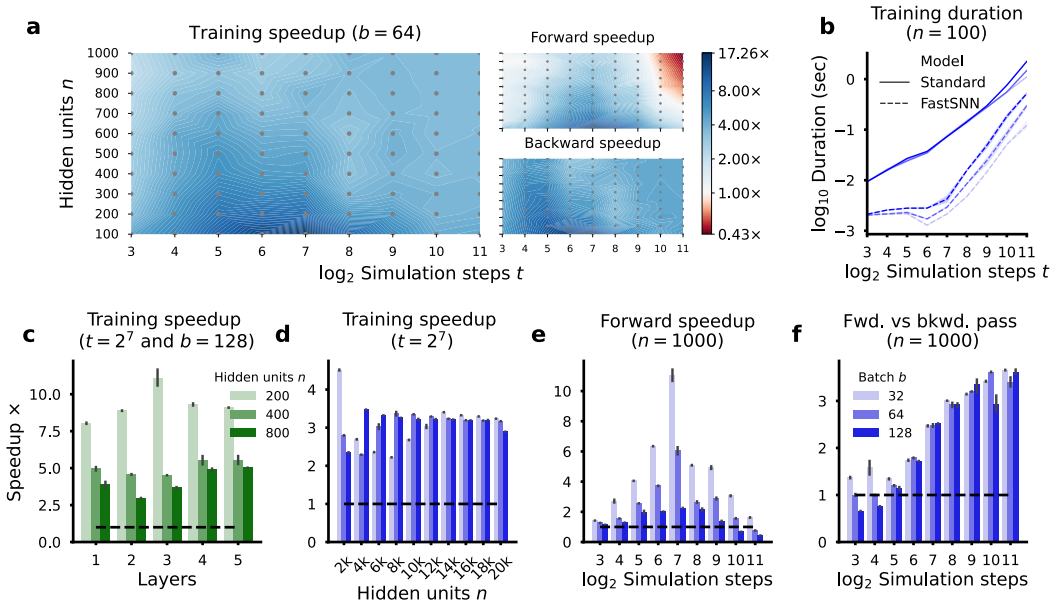 a
Training speedup (b = 64)
Hidden units n
1000
900
800
700
600
500
400
300
200
100
3 4 5 6 7 8 9 10 11
log₂ Simulation steps t
Forward speedup
Backward speedup
3 4 5 6 7 8 9 10 11
17.26×
8.00×
4.00×
2.00×
1.00×
0.43×
b
Training duration
(n = 100)
Model
Standard
FastSNN
log₁₀ Duration (sec)
0
−1
−2
−3
3 4 5 6 7 8 9 10 11
log₂ Simulation steps t
c
Training speedup
(t = 2⁷ and b = 128)
Hidden units n
200
400
800
Speedup ×
10.0
7.5
5.0
2.5
0.0
1 2 3 4 5
Layers
d
Training speedup
(t = 2⁷)
4
3
2
1
0
2k 4k 6k 8k 10k 12k 14k 16k 18k 20k
Hidden units n
e
Forward speedup
(n = 1000)
10
8
6
4
2
0
3 4 5 6 7 8 9 10 11
log₂ Simulation steps
f
Fwd. vs bkwd. pass
(n = 1000)
Batch b
32
64
128
3
2
1
0
3 4 5 6 7 8 9 10 11
log₂ Simulation steps